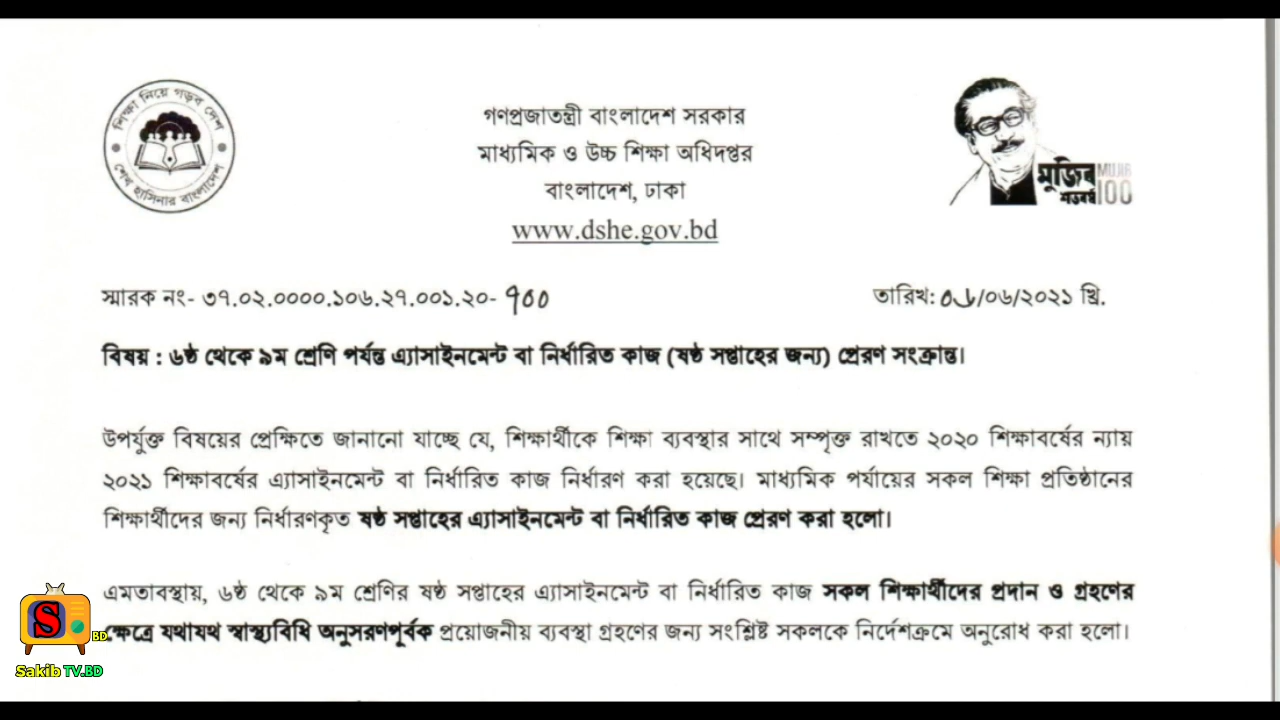 শিক্ষা নিয়ে গড়ব দেশ
শেখ হাসিনার বাংলাদেশ
গণপ্রজাতন্ত্রী বাংলাদেশ সরকার
মাধ্যমিক ও উচ্চ শিক্ষা অধিদপ্তর
বাংলাদেশ, ঢাকা
www.dshe.gov.bd
মুজিব MUJIB
শতবর্ষ 100
স্মারক নং- ৩৭.০২.০০০০.১০৬.২৭.০০১.২০- ৭০০
তারিখ: ০৬/০৬/২০২১ খ্রি.
বিষয় : ৬ষ্ঠ থেকে ৯ম শ্রেণি পর্যন্ত এ্যাসাইনমেন্ট বা নির্ধারিত কাজ (ষষ্ঠ সপ্তাহের জন্য) প্রেরণ সংক্রান্ত।
উপর্যুক্ত বিষয়ের প্রেক্ষিতে জানানো যাচ্ছে যে, শিক্ষার্থীকে শিক্ষা ব্যবস্থার সাথে সম্পৃক্ত রাখতে ২০২০ শিক্ষাবর্ষের ন্যায়
২০২১ শিক্ষাবর্ষের এ্যাসাইনমেন্ট বা নির্ধারিত কাজ নির্ধারণ করা হয়েছে। মাধ্যমিক পর্যায়ের সকল শিক্ষা প্রতিষ্ঠানের
শিক্ষার্থীদের জন্য নির্ধারণকৃত ষষ্ঠ সপ্তাহের এ্যাসাইনমেন্ট বা নির্ধারিত কাজ প্রেরণ করা হলো।
এমতাবস্থায়, ৬ষ্ঠ থেকে ৯ম শ্রেণির ষষ্ঠ সপ্তাহের এ্যাসাইনমেন্ট বা নির্ধারিত কাজ সকল শিক্ষার্থীদের প্রদান ও গ্রহণের
ক্ষেত্রে যথাযথ স্বাস্থ্যবিধি অনুসরণপূর্বক প্রয়োজনীয় ব্যবস্থা গ্রহণের জন্য সংশ্লিষ্ট সকলকে নির্দেশক্রমে অনুরোধ করা হলো।
S BD
Sakib TV.BD